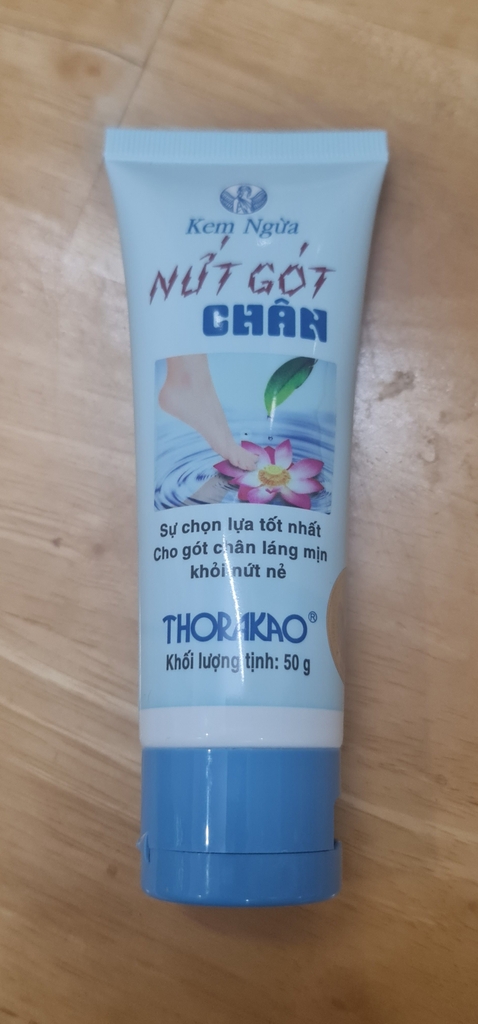 Kem Ngừa
NỨT GÓT
CHÂN
Sự chọn lựa tốt nhất
Cho gót chân láng mịn
khỏi nứt nẻ
THORAKAO®
Khối lượng tịnh: 50 g